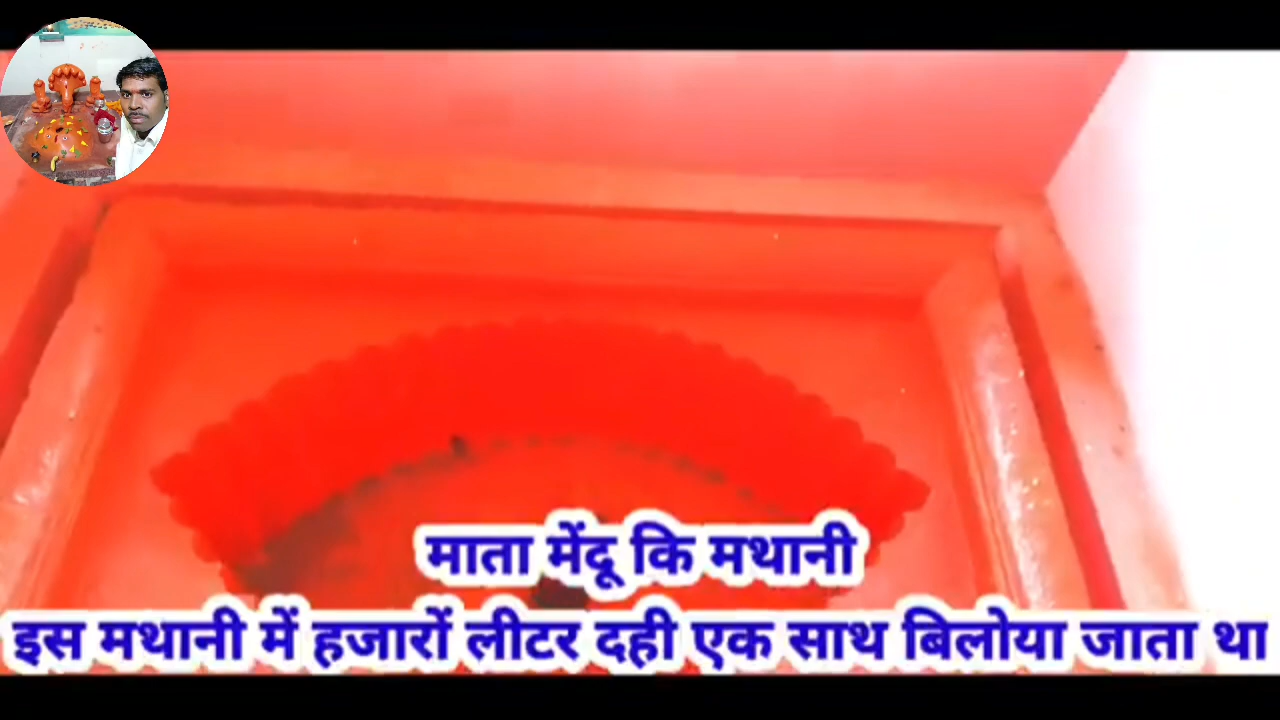 माता मेंदू कि मथानी
इस मथानी में हजारों लीटर दही एक साथ बिलोया जाता था